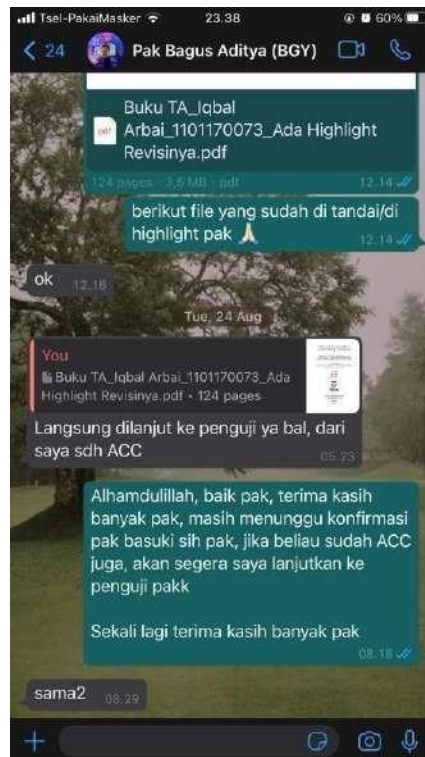 Tsel-PakaiMasker 23.38 60%
24 Pak Bagus Aditya (BGY)
Buku TA_Iqbal
Arbai_1101170073_Ada Highlight
Revisinya.pdf
pdf
124 pages · 3,6 MB · pdf 12.14
berikut file yang sudah di tandai/di
highlight pak 🙏
12.14
ok 12.16
Tue, 24 Aug
You
Buku TA_Iqbal Arbai_1101170073_Ada
Highlight Revisinya.pdf • 124 pages
Langsung dilanjut ke penguji ya bal, dari
saya sdh ACC
05.23
Alhamdulillah, baik pak, terima kasih
banyak pak, masih menunggu konfirmasi
pak basuki sih pak, jika beliau sudah ACC
juga, akan segera saya lanjutkan ke
penguji pakk
Sekali lagi terima kasih banyak pak
08.18
sama2 08.29